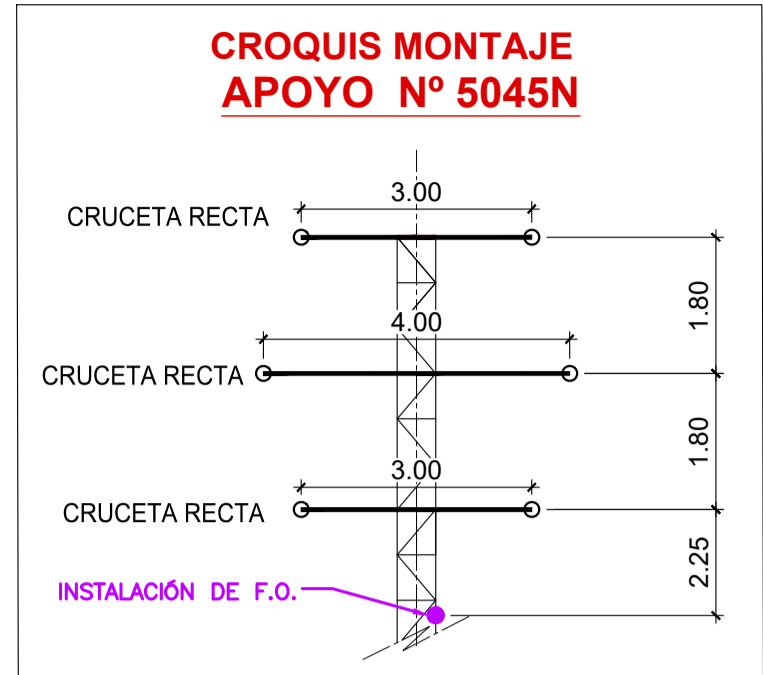 CROQUIS MONTAJE
APOYO Nº 5045N
3.00
CRUCETA RECTA
1.80
4.00
CRUCETA RECTA
1.80
3.00
CRUCETA RECTA
2.25
INSTALACIÓN DE F.O.